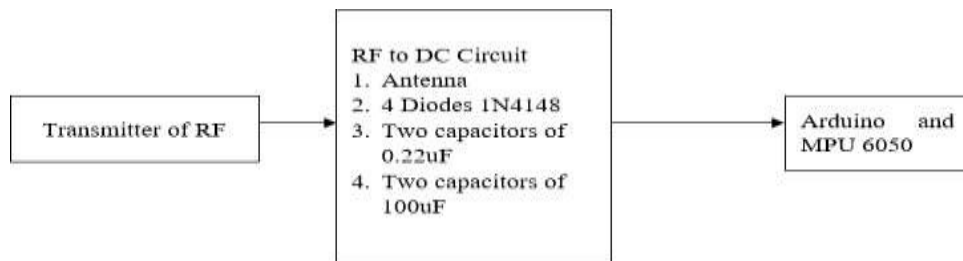 Transmitter of RF
RF to DC Circuit
1. Antenna
2. 4 Diodes 1N4148
3. Two capacitors of
0.22uF
4. Two capacitors of
100uF
Arduino and
MPU 6050